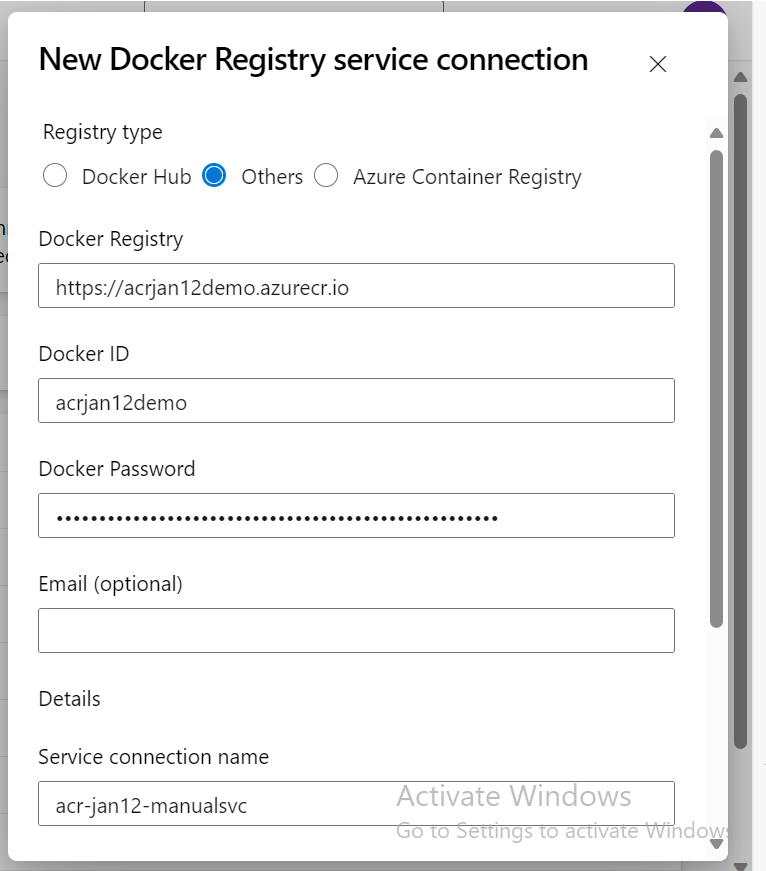 New Docker Registry service connection
Registry type
Docker Hub Others Azure Container Registry
Docker Registry
https://acrjan12demo.azurecr.io
Docker ID
acrjan12demo
Docker Password
Email (optional)
Details
Service connection name
acr-jan12-manualsvc
Activate Windows
Go to Settings to activate Windows